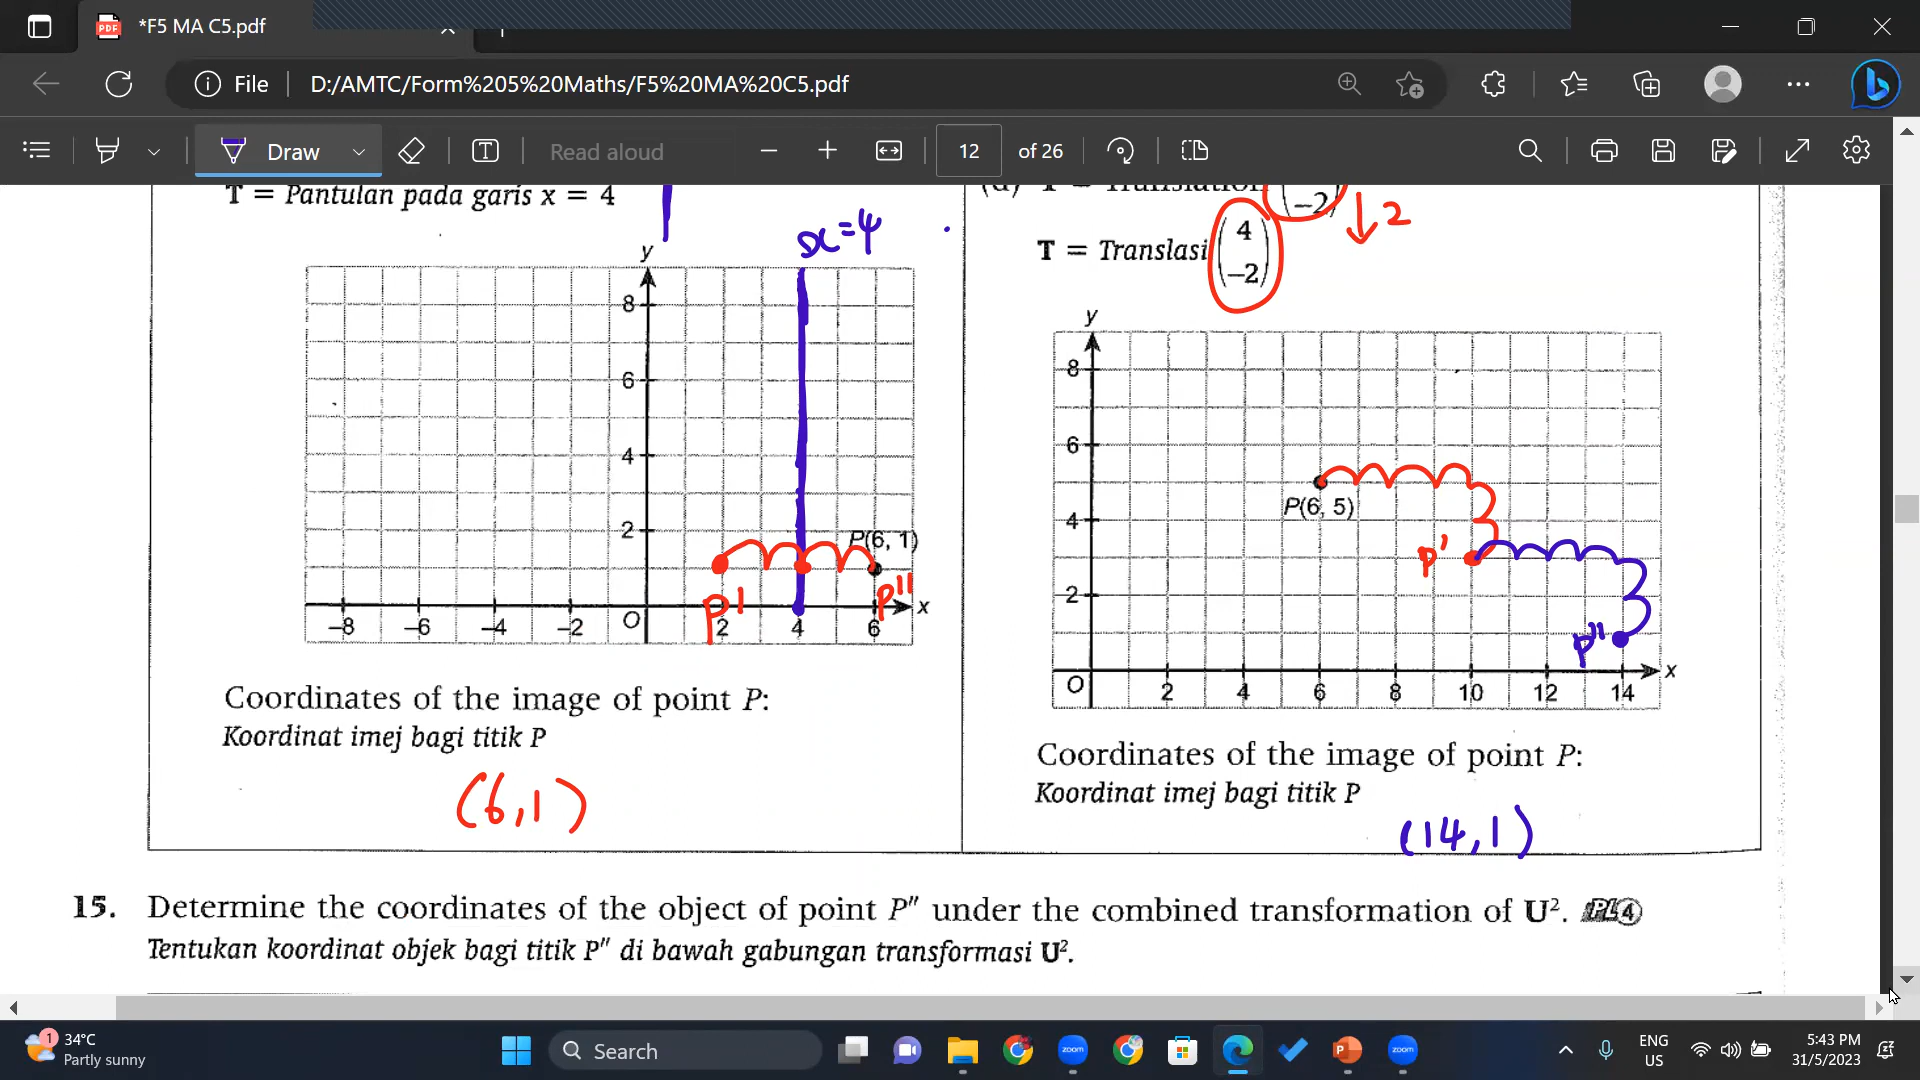 *F5 MA C5.pdf
File
D:/AMTC/Form%205%20Maths/F5%20MA%20C5.pdf
Draw
Read aloud
12
of 26
T = Pantulan pada garis x = 4
x=4
y
8
6
4
2
P(6, 1)
P'
P''
x
-8 -6 -4 -2 O 2 4 6
Coordinates of the image of point P:
Koordinat imej bagi titik P
(6,1)
(d) T = Translation
-2
↓2
T = Translasi (4 -2)
y
8
6
4
2
P(6, 5)
P'
P''
x
O 2 4 6 8 10 12 14
Coordinates of the image of point P:
Koordinat imej bagi titik P
(14,1)
15. Determine the coordinates of the object of point P″ under the combined transformation of U². PL4
Tentukan koordinat objek bagi titik P″ di bawah gabungan transformasi U².
1
34°C
Partly sunny
Search
zoom
zoom
ENG
US
5:43 PM
31/5/2023